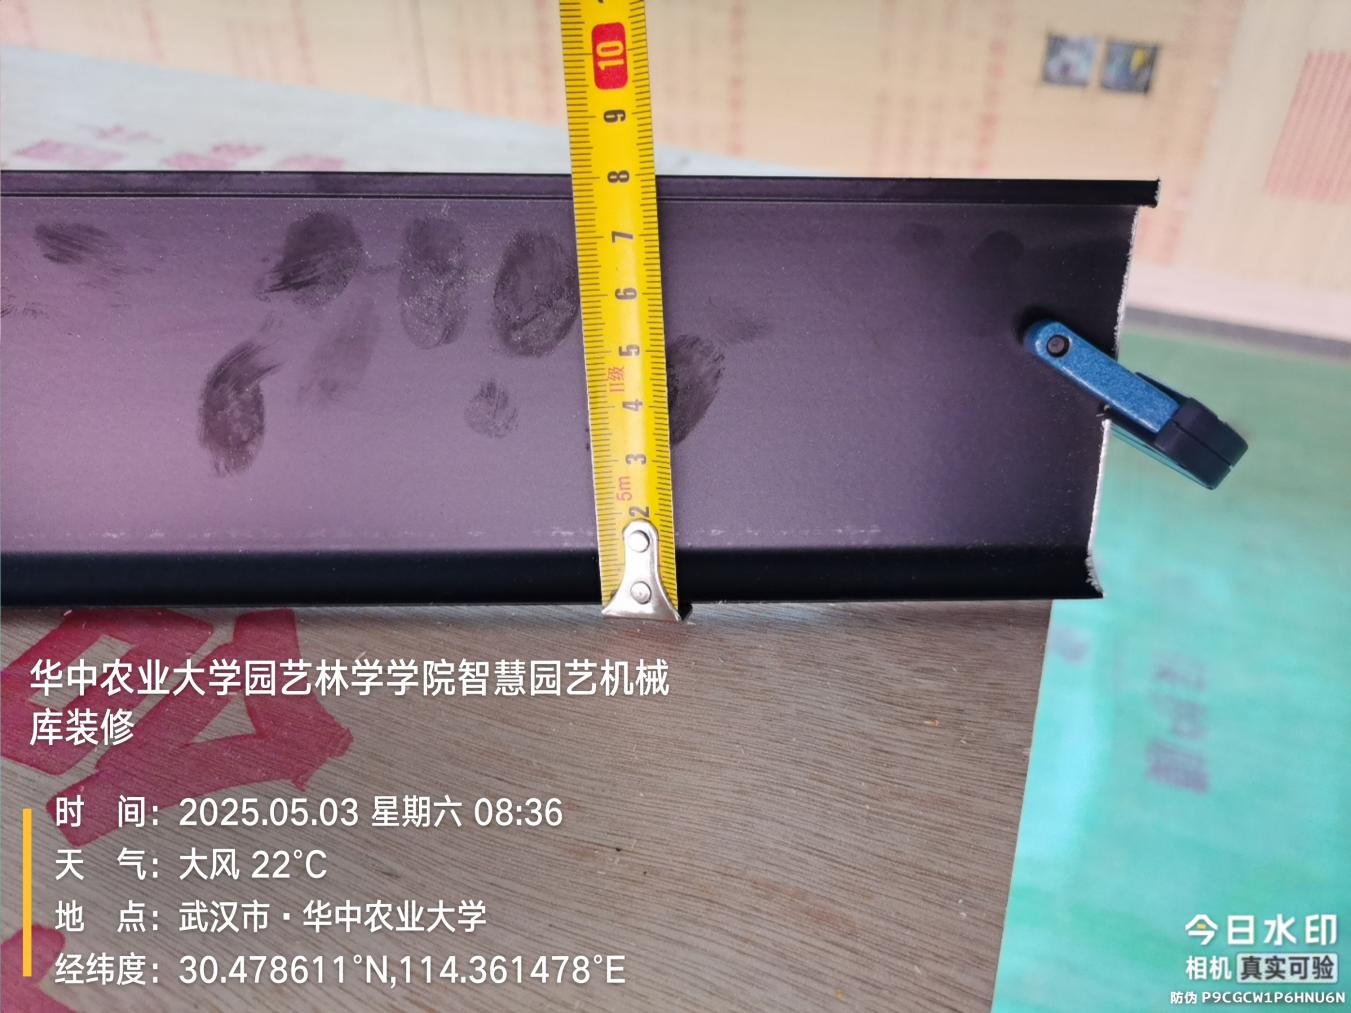 10
9
8
7
6
5
II级
4
3
5m
2
华中农业大学园艺林学学院智慧园艺机械
库装修
时 间：2025.05.03 星期六 08:36
天 气：大风 22°C
地 点：武汉市·华中农业大学
经纬度：30.478611°N,114.361478°E
今日水印
相机 真实可验
防伪 P9CGCW1P6HNU6N